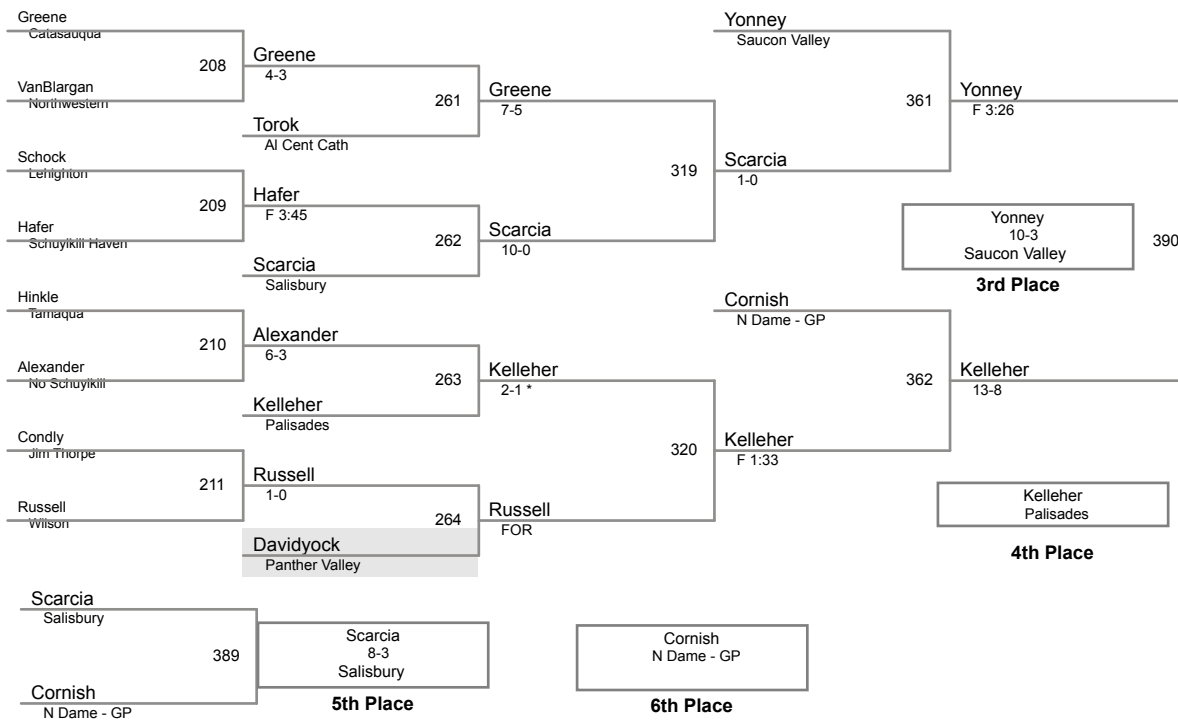 Greene
Catasauqua
208
VanBlargan
Northwestern
Schock
Lehighton
209
Hafer
Schuylkill Haven
Hinkle
Tamaqua
210
Alexander
No Schuylkill
Condly
Jim Thorpe
211
Russell
Wilson
Greene
4-3
261
Torok
Al Cent Cath
Hafer
F 3:45
262
Scarcia
Salisbury
Alexander
6-3
263
Kelleher
Palisades
Russell
1-0
264
Davidyock
Panther Valley
Greene
7-5
319
Scarcia
10-0
Kelleher
2-1 *
320
Russell
FOR
Yonney
Saucon Valley
361
Scarcia
1-0
Cornish
N Dame - GP
362
Kelleher
F 1:33
Yonney
F 3:26
Yonney
10-3
Saucon Valley
390
3rd Place
Kelleher
13-8
Kelleher
Palisades
4th Place
Scarcia
Salisbury
389
Cornish
N Dame - GP
Scarcia
8-3
Salisbury
5th Place
Cornish
N Dame - GP
6th Place